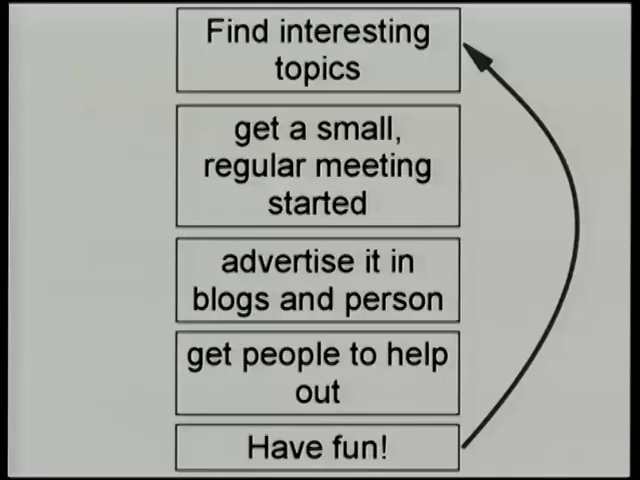 Find interesting
topics
get a small,
regular meeting
started
advertise it in
blogs and person
get people to help
out
Have fun!